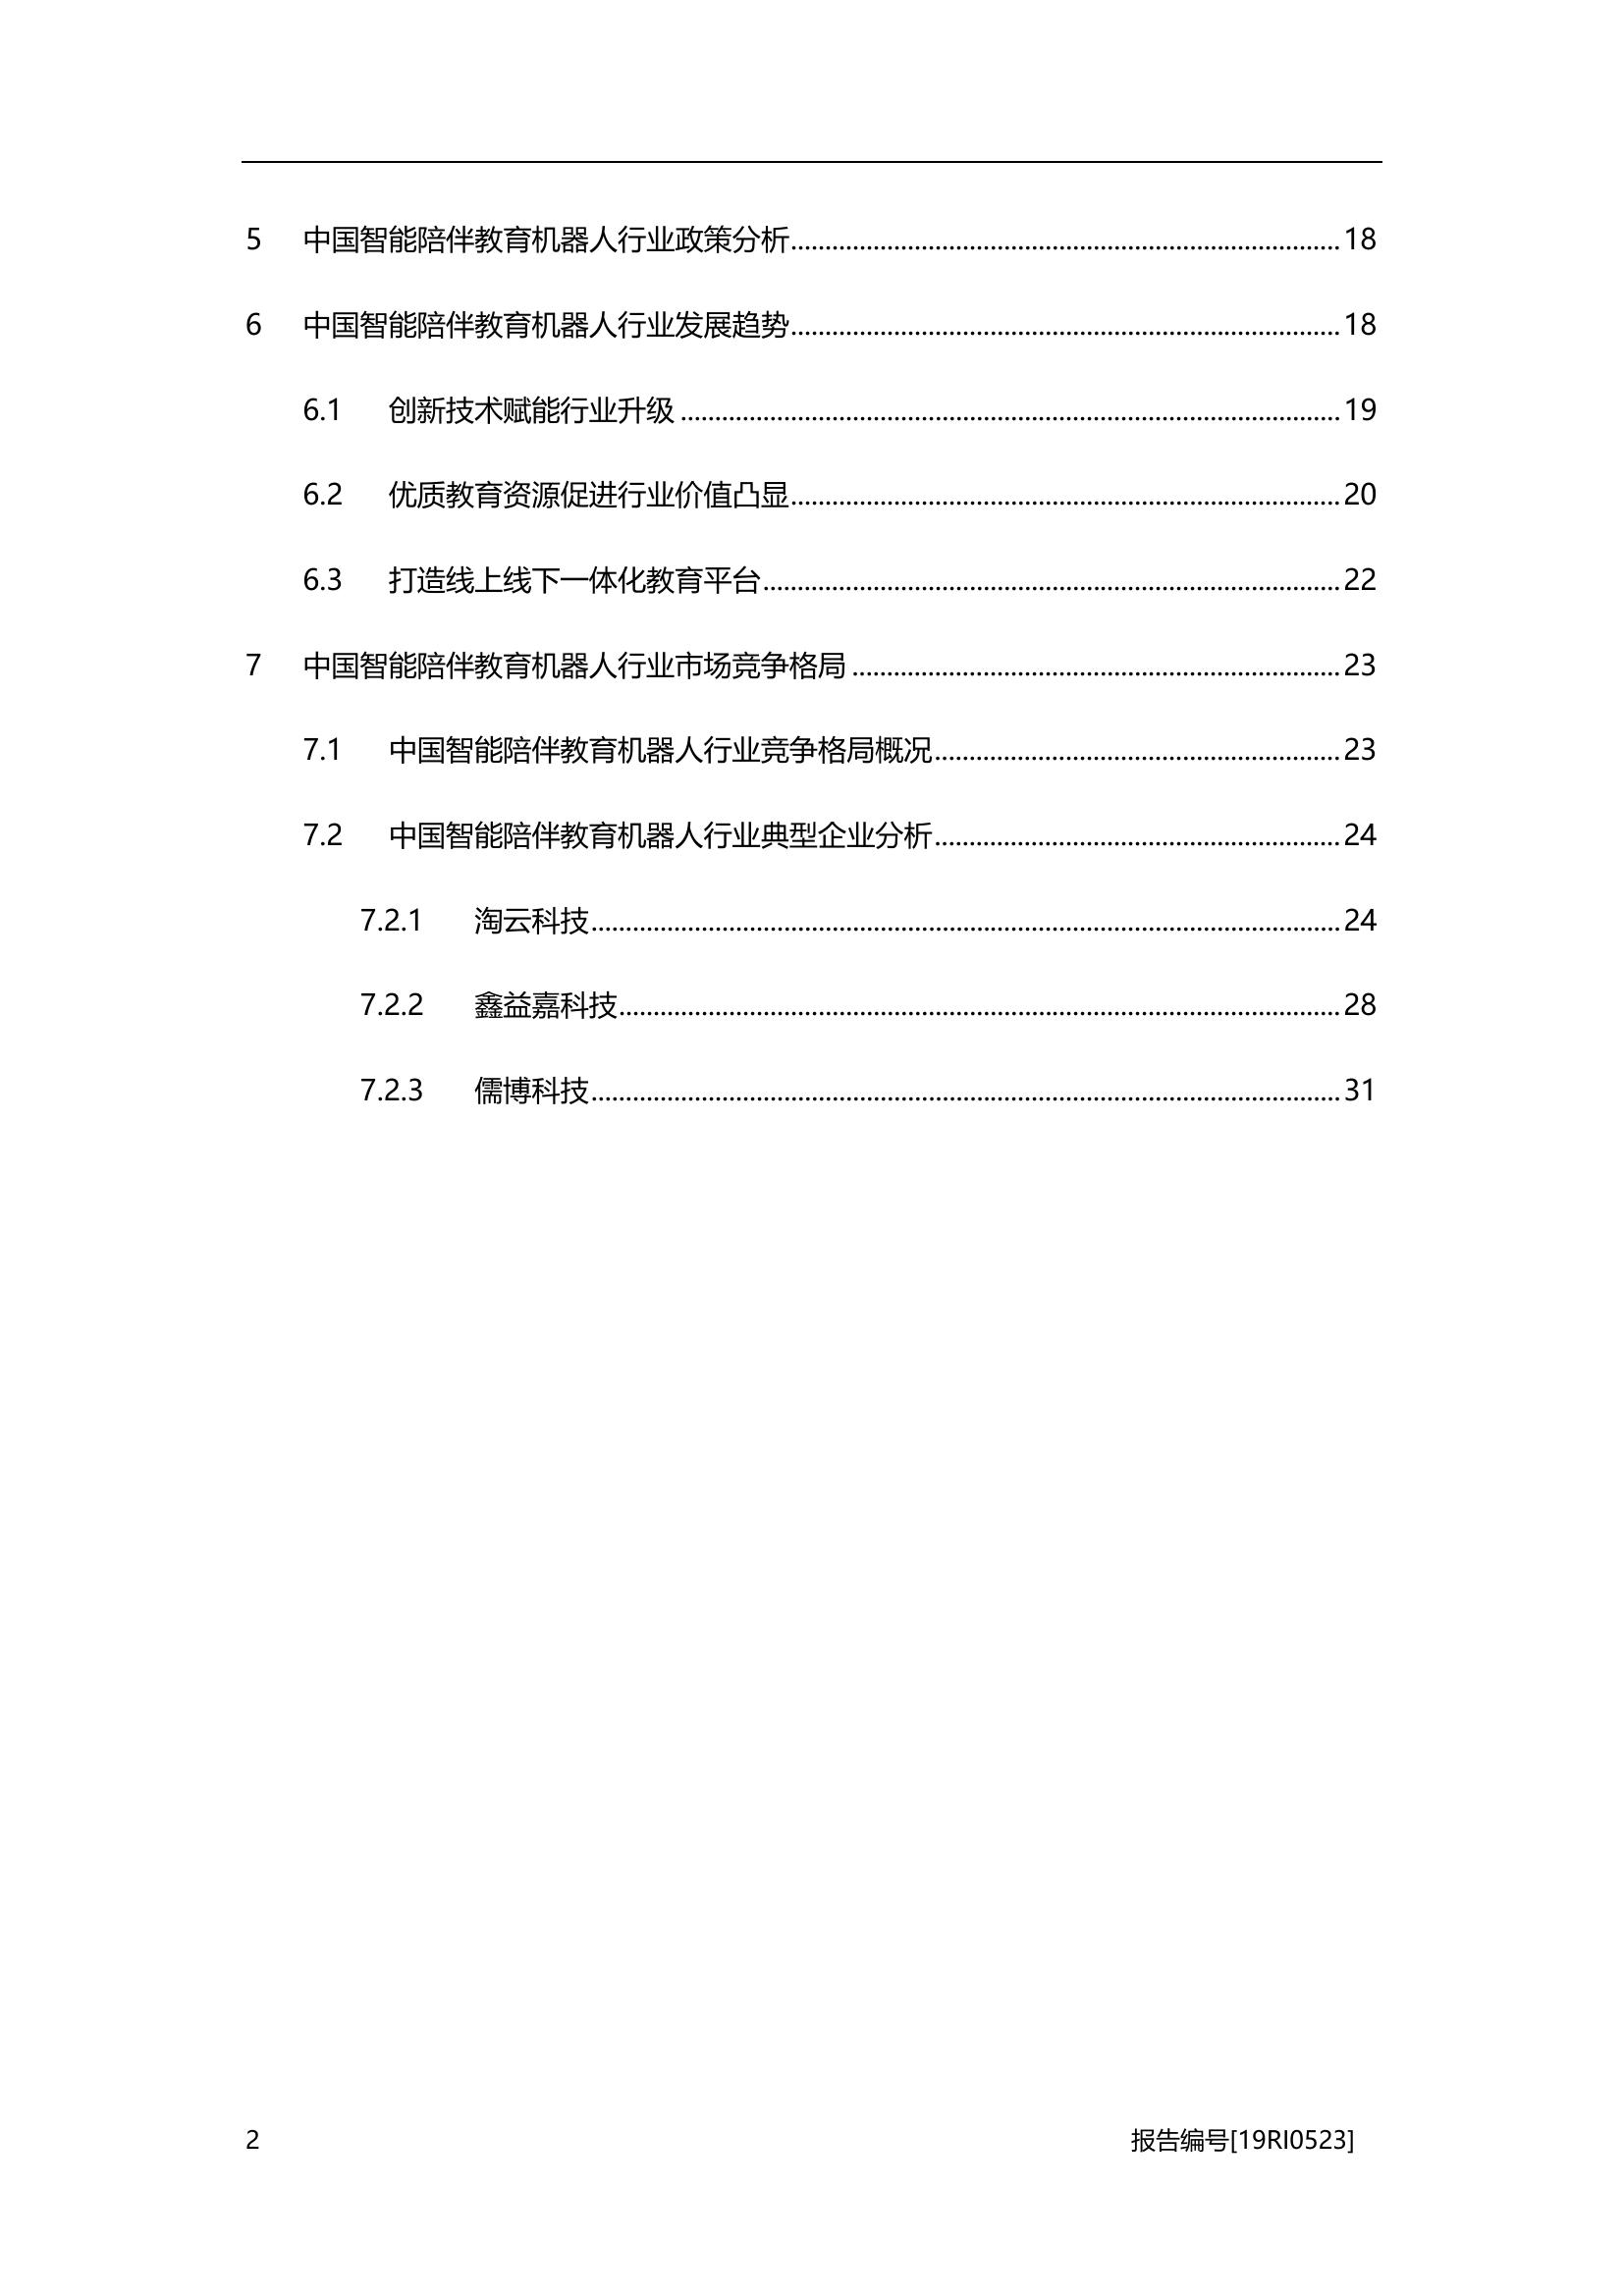 5 中国智能陪伴教育机器人行业政策分析........................................ 18
6 中国智能陪伴教育机器人行业发展趋势........................................ 18
6.1 创新技术赋能行业升级 ........................................ 19
6.2 优质教育资源促进行业价值凸显........................................ 20
6.3 打造线上线下一体化教育平台........................................ 22
7 中国智能陪伴教育机器人行业市场竞争格局 ........................................ 23
7.1 中国智能陪伴教育机器人行业竞争格局概况........................................ 23
7.2 中国智能陪伴教育机器人行业典型企业分析........................................ 24
7.2.1 淘云科技........................................ 24
7.2.2 鑫益嘉科技........................................ 28
7.2.3 儒博科技........................................ 31
2 报告编号[19RI0523]